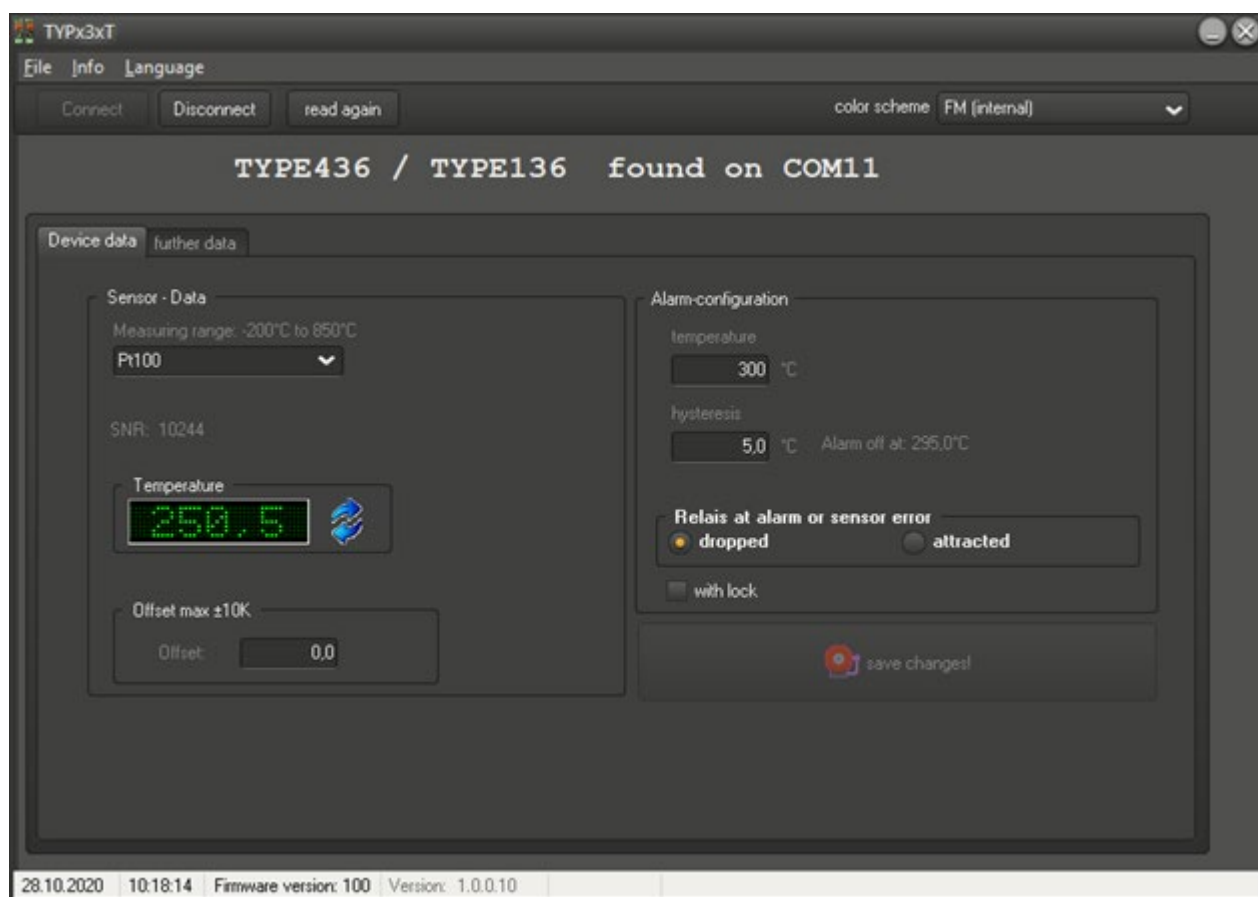 TYPx3xT
File Info Language
Connect Disconnect read again color scheme FM (internal)
TYPE436 / TYPE136 found on COM11
Device data further data
Sensor - Data
Measuring range: -200°C to 850°C
Pt100
SNR: 10244
Temperature
250.5
Offset max ±10K
Offset: 0,0
Alarm-configuration
temperature
300 °C
hysteresis
5,0 °C Alarm off at: 295,0°C
Relais at alarm or sensor error
dropped attracted
with lock
save changes!
28.10.2020 10:18:14 Firmware version: 100 Version: 1.0.0.10